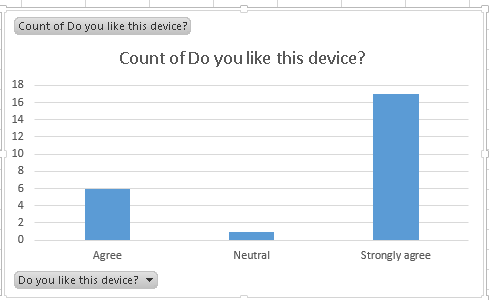 Count of Do you like this device?
Count of Do you like this device?
18
16
14
12
10
8
6
4
2
0
Agree Neutral Strongly agree
Do you like this device?